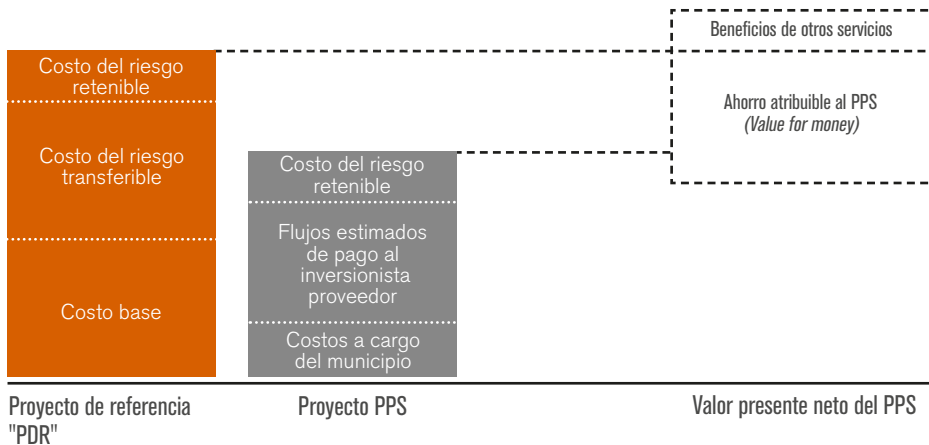 Costo del riesgo
retenible
Costo del riesgo
transferible
Costo base
Costo del riesgo
retenible
Flujos estimados
de pago al
inversionista
proveedor
Costos a cargo
del municipio
Beneficios de otros servicios
Ahorro atribuible al PPS
(Value for money)
Proyecto de referencia
"PDR"
Proyecto PPS
Valor presente neto del PPS